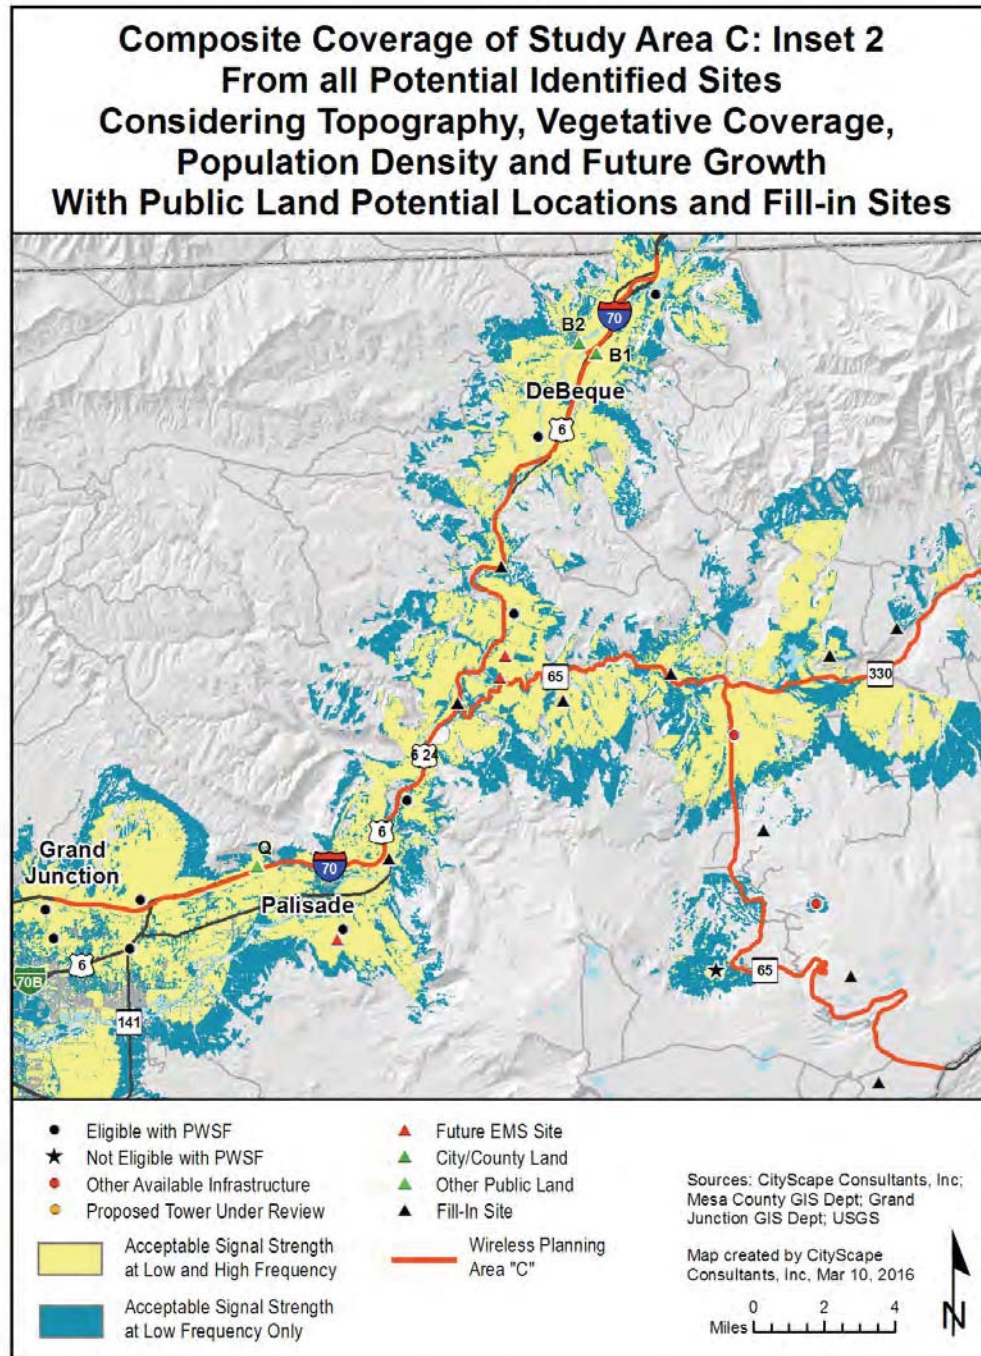 Composite Coverage of Study Area C: Inset 2
From all Potential Identified Sites
Considering Topography, Vegetative Coverage,
Population Density and Future Growth
With Public Land Potential Locations and Fill-in Sites
70
B2
B1
DeBeque
6
65
330
6 24
6
Q
70
Grand
Junction
Palisade
6
70B
141
65
Eligible with PWSF
Not Eligible with PWSF
Other Available Infrastructure
Proposed Tower Under Review
Acceptable Signal Strength
at Low and High Frequency
Acceptable Signal Strength
at Low Frequency Only
Future EMS Site
City/County Land
Other Public Land
Fill-In Site
Wireless Planning
Area "C"
Sources: CityScape Consultants, Inc;
Mesa County GIS Dept; Grand
Junction GIS Dept; USGS
Map created by CityScape
Consultants, Inc, Mar 10, 2016
0 2 4
Miles
N